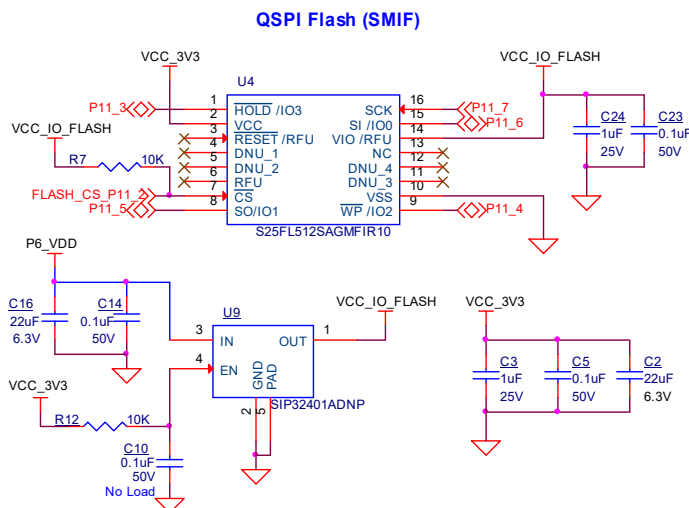 QSPI Flash (SMIF)
VCC_3V3
VCC_IO_FLASH
U4
P11_3
1
HOLD /IO3
2
VCC
3
RESET /RFU
4
DNU_1
5
DNU_2
6
RFU
7
CS
8
SO/IO1
SCK
16
P11_7
SI /IO0
15
P11_6
VIO /RFU
14
NC
13
DNU_4
12
DNU_3
11
VSS
10
WP /IO2
9
P11_4
S25FL512SAGMFIR10
VCC_IO_FLASH
R7
10K
FLASH_CS_P11_2
P11_5
C24
1uF
25V
C23
0.1uF
50V
P6_VDD
C16
22uF
6.3V
C14
0.1uF
50V
U9
3
IN
4
EN
OUT
1
GND
PAD
2
5
SIP32401ADNP
VCC_IO_FLASH
VCC_3V3
R12
10K
C10
0.1uF
50V
No Load
VCC_3V3
C3
1uF
25V
C5
0.1uF
50V
C2
22uF
6.3V